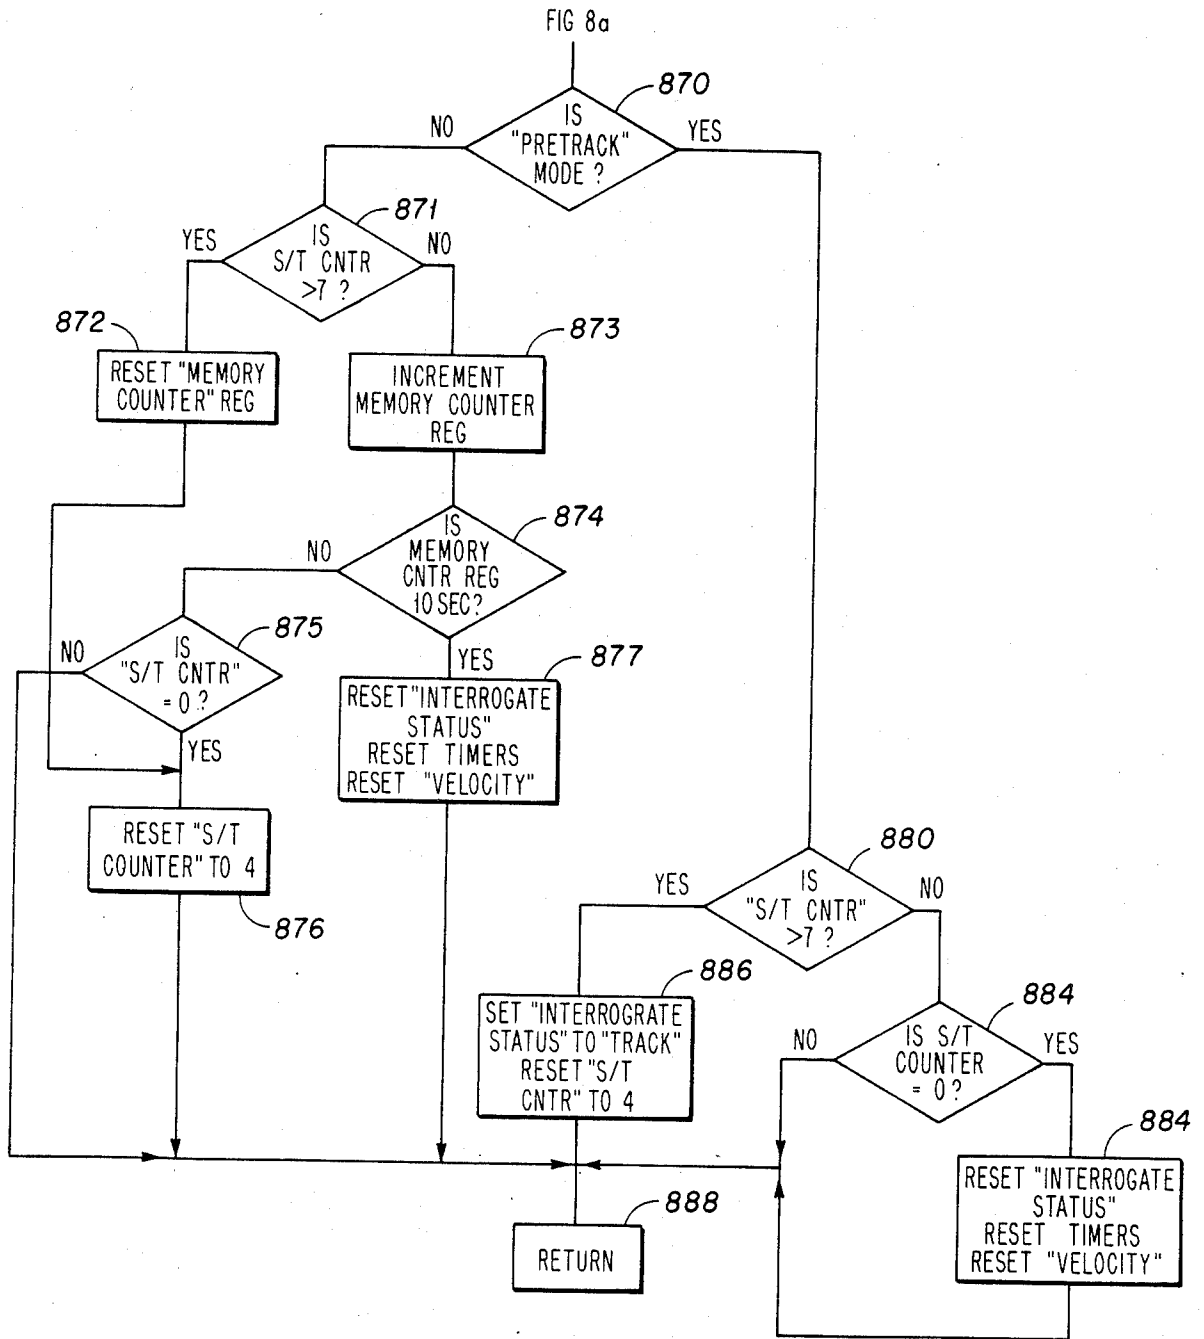 FIG 8a
870
IS
"PRETRACK"
MODE ?
NO
YES
871
IS
S/T CNTR
>7 ?
YES
NO
872
RESET "MEMORY
COUNTER" REG
873
INCREMENT
MEMORY COUNTER
REG
874
IS
MEMORY
CNTR REG
10 SEC?
NO
YES
875
IS
"S/T CNTR"
= 0 ?
NO
YES
877
RESET "INTERROGATE
STATUS"
RESET TIMERS
RESET "VELOCITY"
RESET "S/T
COUNTER" TO 4
876
880
IS
"S/T CNTR"
>7 ?
YES
NO
886
SET "INTERROGRATE
STATUS" TO "TRACK"
RESET "S/T
CNTR" TO 4
884
IS S/T
COUNTER
= 0 ?
NO
YES
884
RESET "INTERROGATE
STATUS"
RESET TIMERS
RESET "VELOCITY"
888
RETURN